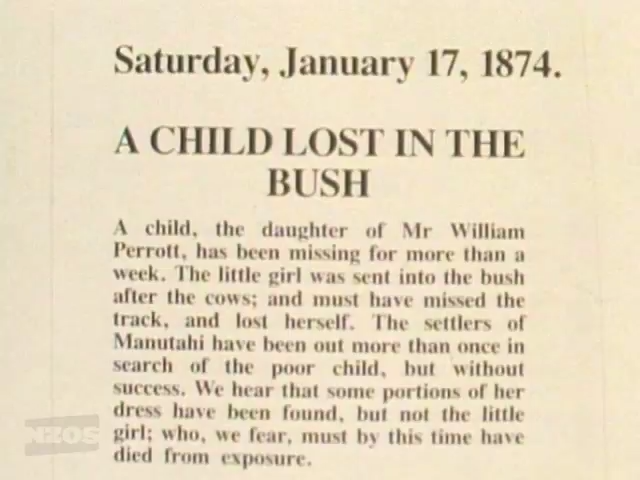 Saturday, January 17, 1874.
A CHILD LOST IN THE
BUSH
A child, the daughter of Mr William
Perrott, has been missing for more than a
week. The little girl was sent into the bush
after the cows; and must have missed the
track, and lost herself. The settlers of
Manutahi have been out more than once in
search of the poor child, but without
success. We hear that some portions of her
dress have been found, but not the little
girl; who, we fear, must by this time have
died from exposure.
NZOS